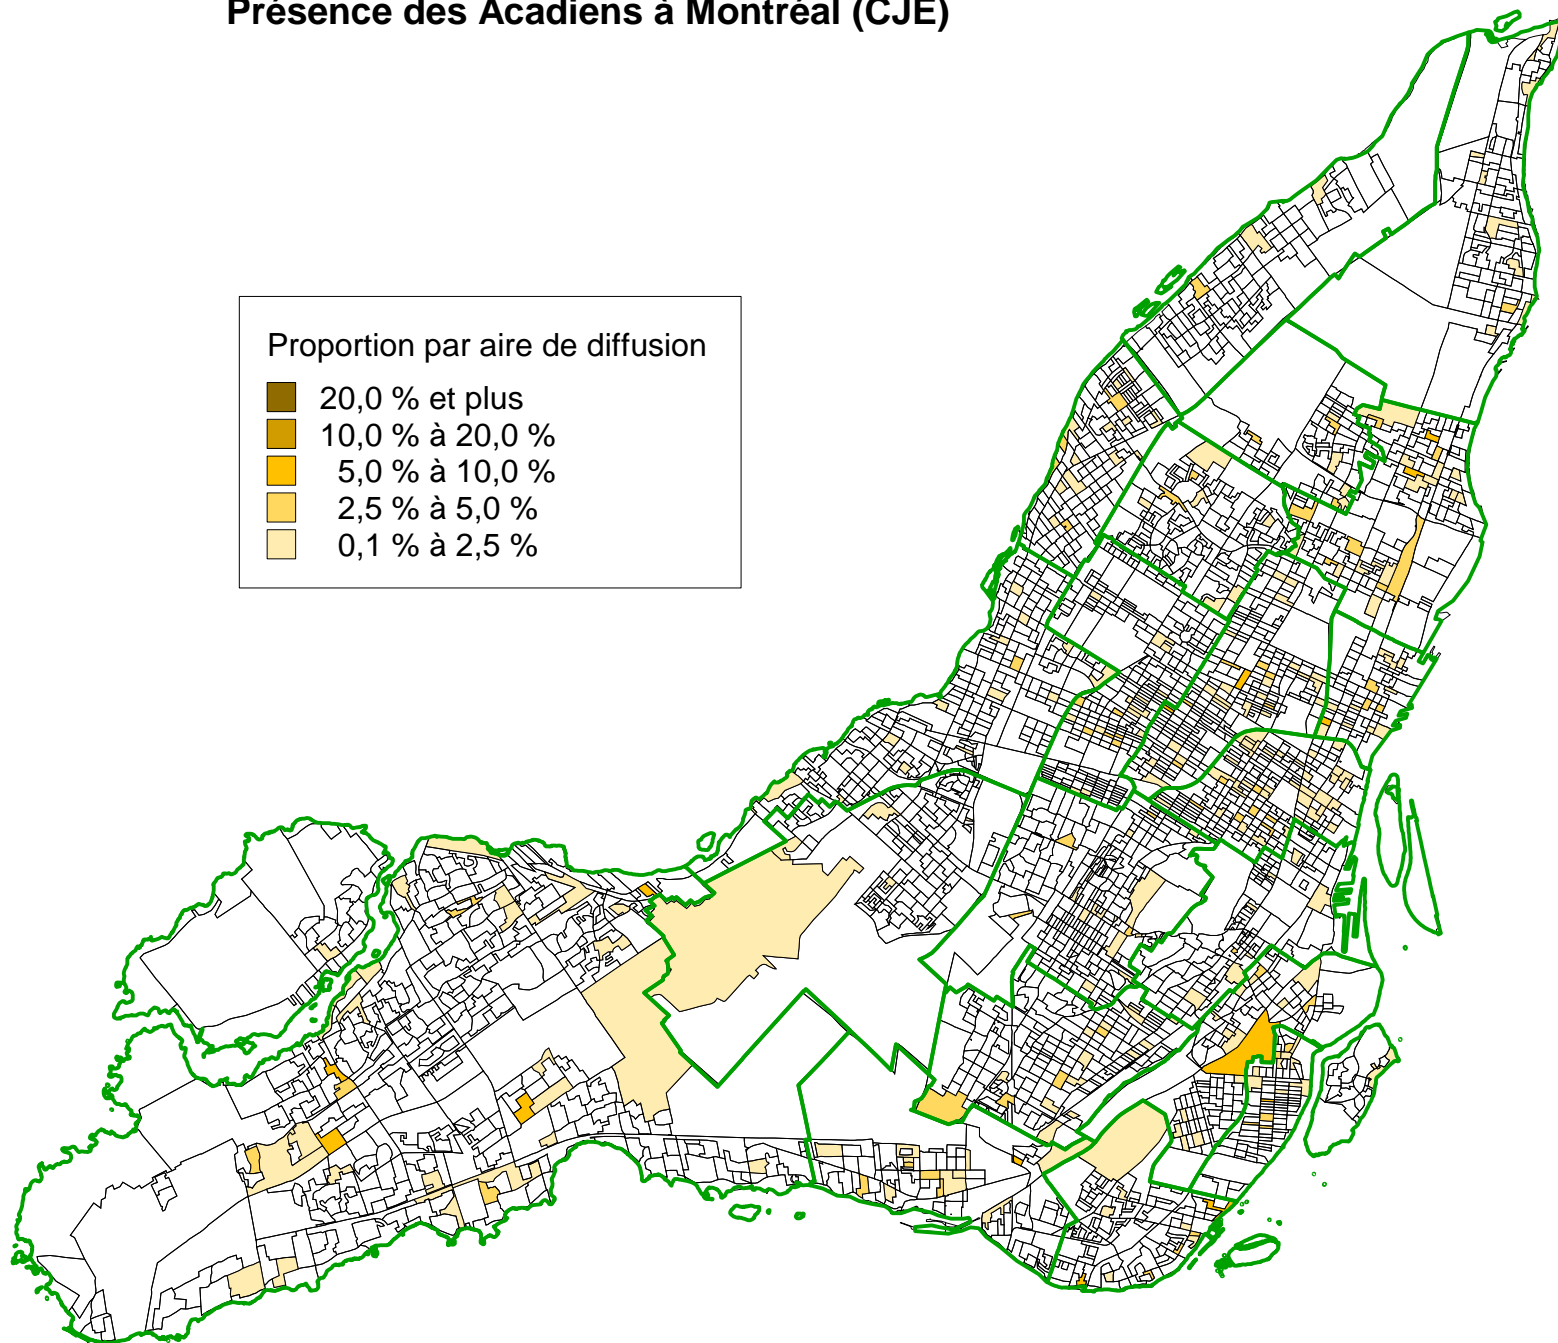 Présence des Acadiens à Montréal (CJE)
Proportion par aire de diffusion
20,0 % et plus
10,0 % à 20,0 %
5,0 % à 10,0 %
2,5 % à 5,0 %
0,1 % à 2,5 %